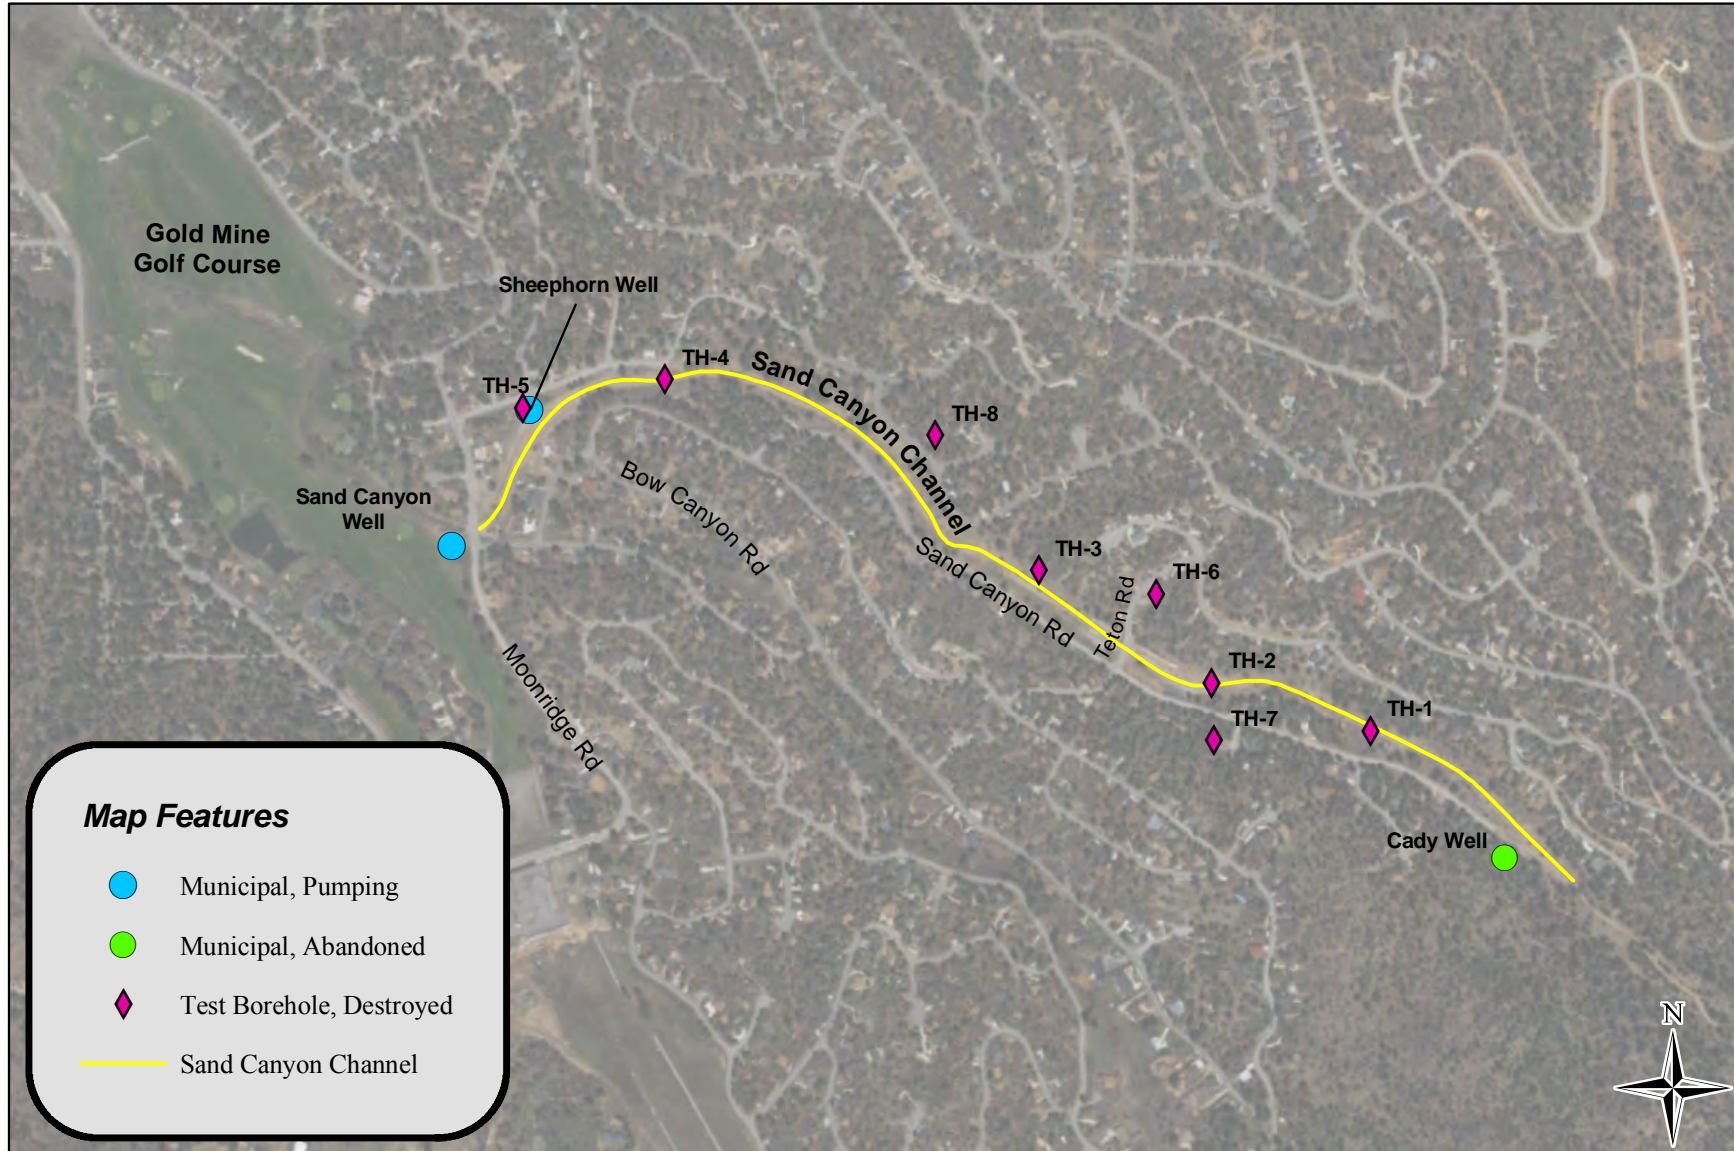 Gold Mine
Golf Course
Sheephorn Well
TH-4
Sand Canyon Channel
TH-5
TH-8
Bow Canyon Rd
Sand Canyon
Well
Sand Canyon Rd
TH-3
TH-6
Teton Rd
TH-2
Moonridge Rd
TH-7
TH-1
Cady Well
Map Features
Municipal, Pumping
Municipal, Abandoned
Test Borehole, Destroyed
Sand Canyon Channel
N